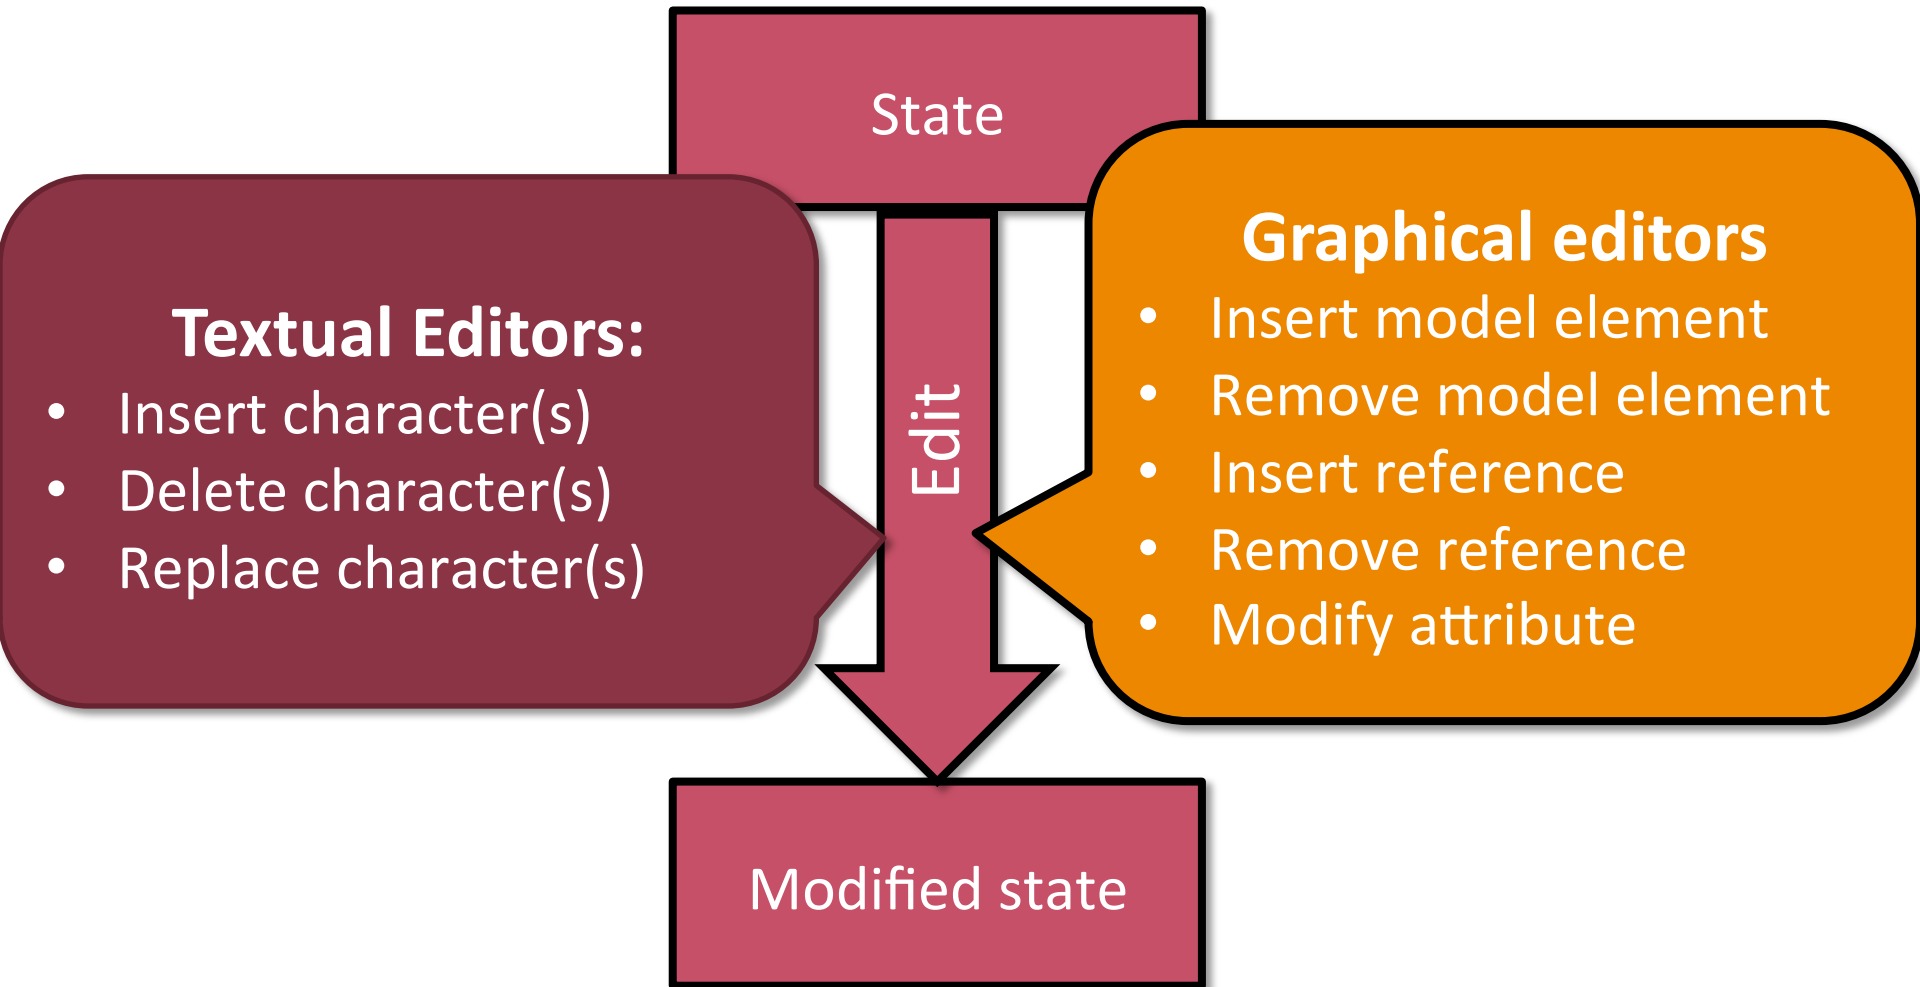 State
Textual Editors:
• Insert character(s)
• Delete character(s)
• Replace character(s)
Edit
Graphical editors
• Insert model element
• Remove model element
• Insert reference
• Remove reference
• Modify attribute
Modified state